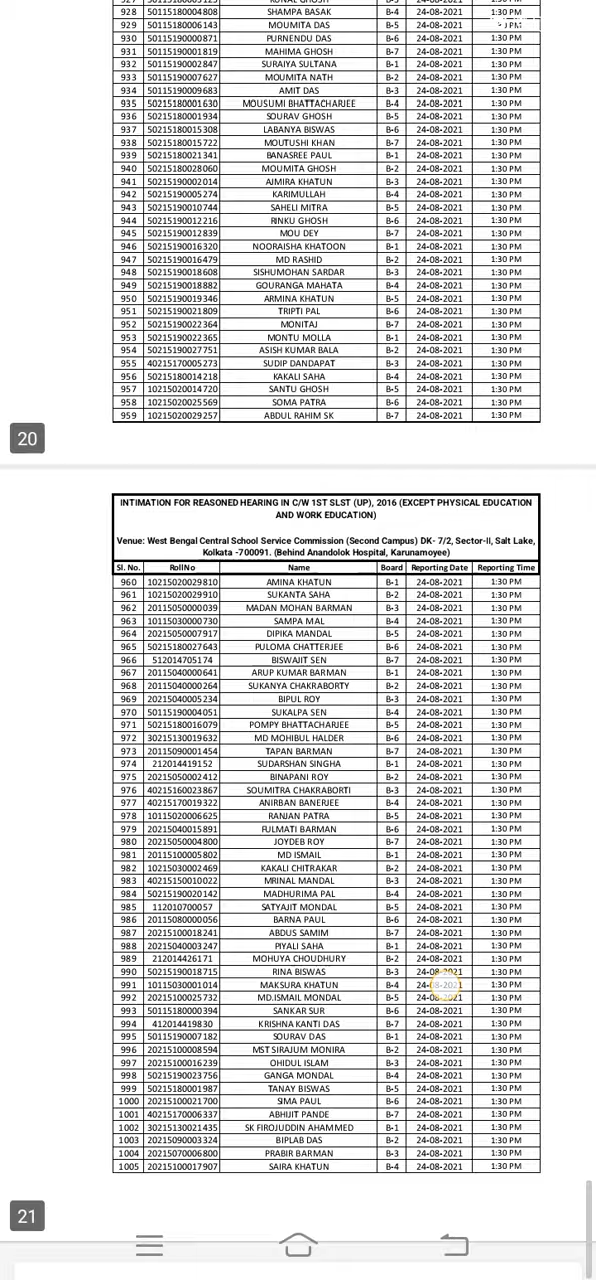 928 50115180004808 SHAMPA BASAK B-4 24-08-2021 1:30 PM
929 50115180006143 MOUMITA DAS B-5 24-08-2021
930 50115190000871 PURNENDU DAS B-6 24-08-2021 1:30 PM
931 50115190001819 MAHIMA GHOSH B-7 24-08-2021 1:30 PM
932 50115190002847 SURAIYA SULTANA B-1 24-08-2021 1:30 PM
933 50115190007627 MOUMITA NATH B-2 24-08-2021 1:30 PM
934 50115190009683 AMIT DAS B-3 24-08-2021 1:30 PM
935 50215180001630 MOUSUMI BHATTACHARJEE B-4 24-08-2021 1:30 PM
936 50215180001934 SOURAV GHOSH B-5 24-08-2021 1:30 PM
937 50215180015308 LABANYA BISWAS B-6 24-08-2021 1:30 PM
938 50215180015722 MOUTUSHI KHAN B-7 24-08-2021 1:30 PM
939 50215180021341 BANASREE PAUL B-1 24-08-2021 1:30 PM
940 50215180028060 MOUMITA GHOSH B-2 24-08-2021 1:30 PM
941 50215190002014 AJMIRA KHATUN B-3 24-08-2021 1:30 PM
942 50215190005274 KARIMULLAH B-4 24-08-2021 1:30 PM
943 50215190010744 SAHELI MITRA B-5 24-08-2021 1:30 PM
944 50215190012216 RINKU GHOSH B-6 24-08-2021 1:30 PM
945 50215190012839 MOU DEY B-7 24-08-2021 1:30 PM
946 50215190016320 NOORAISHA KHATOON B-1 24-08-2021 1:30 PM
947 50215190016479 MD RASHID B-2 24-08-2021 1:30 PM
948 50215190018608 SISHUMOHAN SARDAR B-3 24-08-2021 1:30 PM
949 50215190018882 GOURANGA MAHATA B-4 24-08-2021 1:30 PM
950 50215190019346 ARMINA KHATUN B-5 24-08-2021 1:30 PM
951 50215190021809 TRIPTI PAL B-6 24-08-2021 1:30 PM
952 50215190022364 MONITAJ B-7 24-08-2021 1:30 PM
953 50215190022365 MONTU MOLLA B-1 24-08-2021 1:30 PM
954 50215190027751 ASISH KUMAR BALA B-2 24-08-2021 1:30 PM
955 40215170005273 SUDIP DANDAPAT B-3 24-08-2021 1:30 PM
956 50215180014218 KAKALI SAHA B-4 24-08-2021 1:30 PM
957 10215020014720 SANTU GHOSH B-5 24-08-2021 1:30 PM
958 10215020025569 SOMA PATRA B-6 24-08-2021 1:30 PM
959 10215020029257 ABDUL RAHIM SK B-7 24-08-2021 1:30 PM
20
INTIMATION FOR REASONED HEARING IN C/W 1ST SLST (UP), 2016 (EXCEPT PHYSICAL EDUCATION
AND WORK EDUCATION)
Venue: West Bengal Central School Service Commission (Second Campus) DK- 7/2, Sector-II, Salt Lake,
Kolkata -700091. (Behind Anandolok Hospital, Karunamoyee)
Sl. No. RollNo Name Board Reporting Date Reporting Time
960 10215020029810 AMINA KHATUN B-1 24-08-2021 1:30 PM
961 10215020029910 SUKANTA SAHA B-2 24-08-2021 1:30 PM
962 20115050000039 MADAN MOHAN BARMAN B-3 24-08-2021 1:30 PM
963 10115030000730 SAMPA MAL B-4 24-08-2021 1:30 PM
964 20215050007917 DIPIKA MANDAL B-5 24-08-2021 1:30 PM
965 50215180027643 PULOMA CHATTERJEE B-6 24-08-2021 1:30 PM
966 512014705174 BISWAJIT SEN B-7 24-08-2021 1:30 PM
967 20115040000641 ARUP KUMAR BARMAN B-1 24-08-2021 1:30 PM
968 20115040000264 SUKANYA CHAKRABORTY B-2 24-08-2021 1:30 PM
969 20215040005234 BIPUL ROY B-3 24-08-2021 1:30 PM
970 50115190004051 SUKALPA SEN B-4 24-08-2021 1:30 PM
971 50215180016079 POMPY BHATTACHARJEE B-5 24-08-2021 1:30 PM
972 30215130019632 MD MOHIBUL HALDER B-6 24-08-2021 1:30 PM
973 20115090001454 TAPAN BARMAN B-7 24-08-2021 1:30 PM
974 212014419152 SUDARSHAN SINGHA B-1 24-08-2021 1:30 PM
975 20215050002412 BINAPANI ROY B-2 24-08-2021 1:30 PM
976 40215160023867 SOUMITRA CHAKRABORTI B-3 24-08-2021 1:30 PM
977 40215170019322 ANIRBAN BANERJEE B-4 24-08-2021 1:30 PM
978 10115020006625 RANJAN PATRA B-5 24-08-2021 1:30 PM
979 20215040015891 FULMATI BARMAN B-6 24-08-2021 1:30 PM
980 20215050004800 JOYDEB ROY B-7 24-08-2021 1:30 PM
981 20115100005802 MD ISMAIL B-1 24-08-2021 1:30 PM
982 10215030002469 KAKALI CHITRAKAR B-2 24-08-2021 1:30 PM
983 40215150010022 MRINAL MANDAL B-3 24-08-2021 1:30 PM
984 50215190020142 MADHURIMA PAL B-4 24-08-2021 1:30 PM
985 112010700057 SATYAJIT MONDAL B-5 24-08-2021 1:30 PM
986 20115080000056 BARNA PAUL B-6 24-08-2021 1:30 PM
987 20215100018241 ABDUS SAMIM B-7 24-08-2021 1:30 PM
988 20215040003247 PIYALI SAHA B-1 24-08-2021 1:30 PM
989 212014426171 MOHUYA CHOUDHURY B-2 24-08-2021 1:30 PM
990 50215190018715 RINA BISWAS B-3 24-08-2021 1:30 PM
991 10115030001014 MAKSURA KHATUN B-4 24-08-2021 1:30 PM
992 20215100025732 MD.ISMAIL MONDAL B-5 24-08-2021 1:30 PM
993 50115180000394 SANKAR SUR B-6 24-08-2021 1:30 PM
994 412014419830 KRISHNA KANTI DAS B-7 24-08-2021 1:30 PM
995 50115190007182 SOURAV DAS B-1 24-08-2021 1:30 PM
996 20215100008594 MST SIRAJUM MONIRA B-2 24-08-2021 1:30 PM
997 20215100016239 OHIDUL ISLAM B-3 24-08-2021 1:30 PM
998 50215190023756 GANGA MONDAL B-4 24-08-2021 1:30 PM
999 50215180001987 TANAY BISWAS B-5 24-08-2021 1:30 PM
1000 20215100021700 SIMA PAUL B-6 24-08-2021 1:30 PM
1001 40215170006337 ABHIJIT PANDE B-7 24-08-2021 1:30 PM
1002 30215130021435 SK FIROJUDDIN AHAMMED B-1 24-08-2021 1:30 PM
1003 20215090003324 BIPLAB DAS B-2 24-08-2021 1:30 PM
1004 20215070006800 PRABIR BARMAN B-3 24-08-2021 1:30 PM
1005 20215100017907 SAIRA KHATUN B-4 24-08-2021 1:30 PM
21